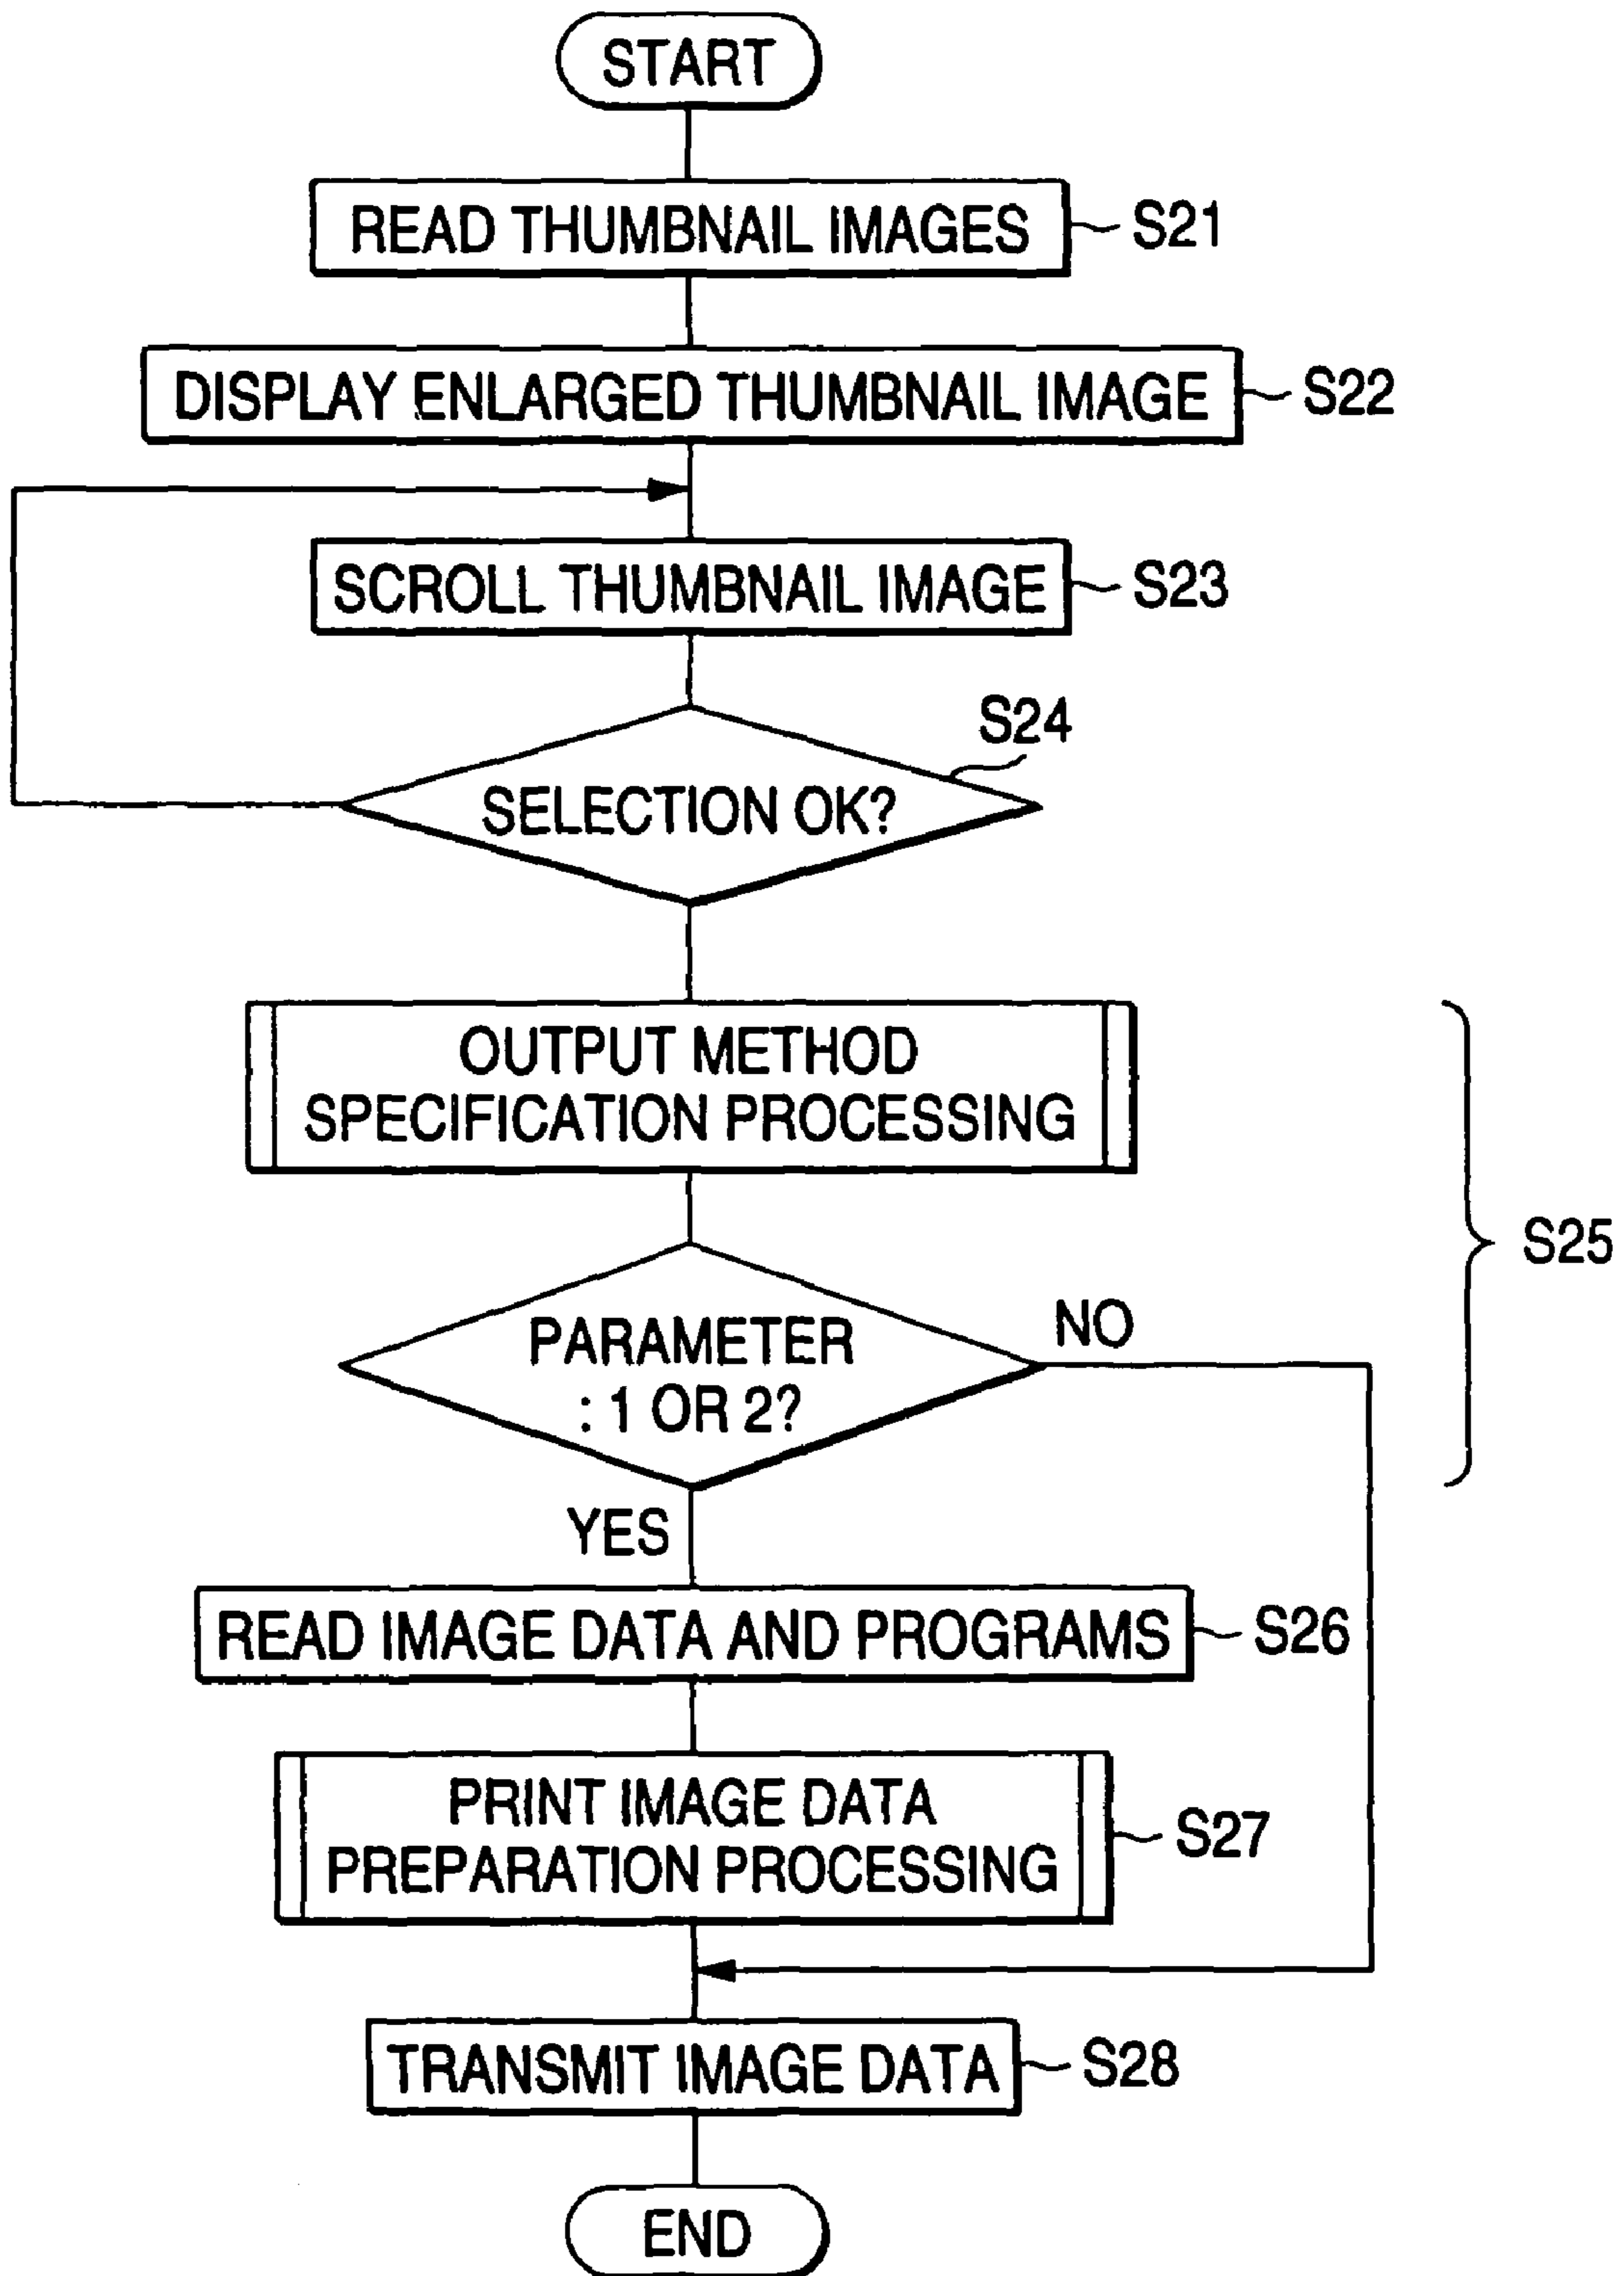 START
READ THUMBNAIL IMAGES
S21
DISPLAY ENLARGED THUMBNAIL IMAGE
S22
SCROLL THUMBNAIL IMAGE
S23
S24
SELECTION OK?
OUTPUT METHOD
SPECIFICATION PROCESSING
S25
PARAMETER
: 1 OR 2?
NO
YES
READ IMAGE DATA AND PROGRAMS
S26
PRINT IMAGE DATA
PREPARATION PROCESSING
S27
TRANSMIT IMAGE DATA
S28
END